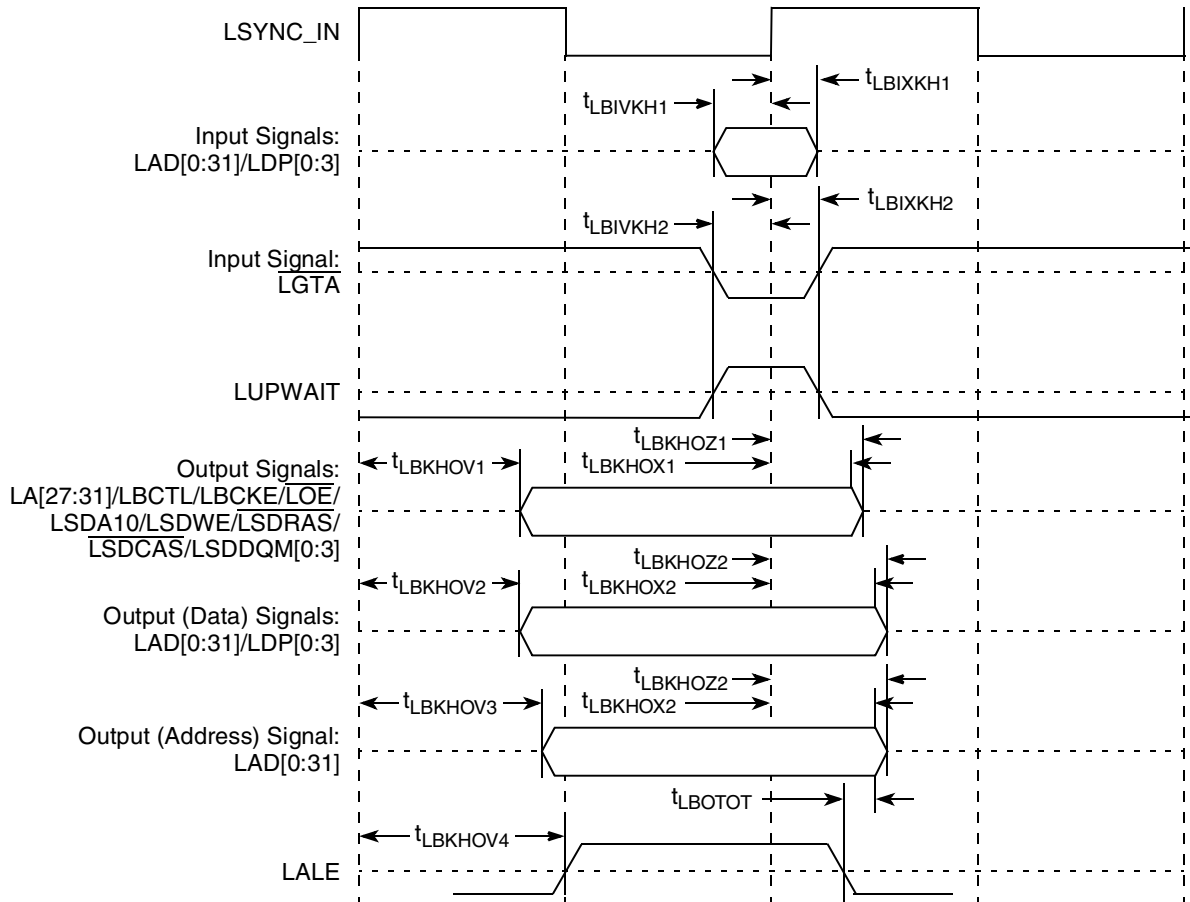 LSYNC_IN
tLBIXKH1
tLBIVKH1
Input Signals:
LAD[0:31]/LDP[0:3]
tLBIXKH2
tLBIVKH2
Input Signal:
LGTA
LUPWAIT
tLBKHOZ1
tLBKHOV1
tLBKHOX1
Output Signals:
LA[27:31]/LBCTL/LBCKE/LOE/
LSDA10/LSDWE/LSDRAS/
LSDCAS/LSDDQM[0:3]
tLBKHOZ2
tLBKHOV2
tLBKHOX2
Output (Data) Signals:
LAD[0:31]/LDP[0:3]
tLBKHOZ2
tLBKHOV3
tLBKHOX2
Output (Address) Signal:
LAD[0:31]
tLBOTOT
tLBKHOV4
LALE